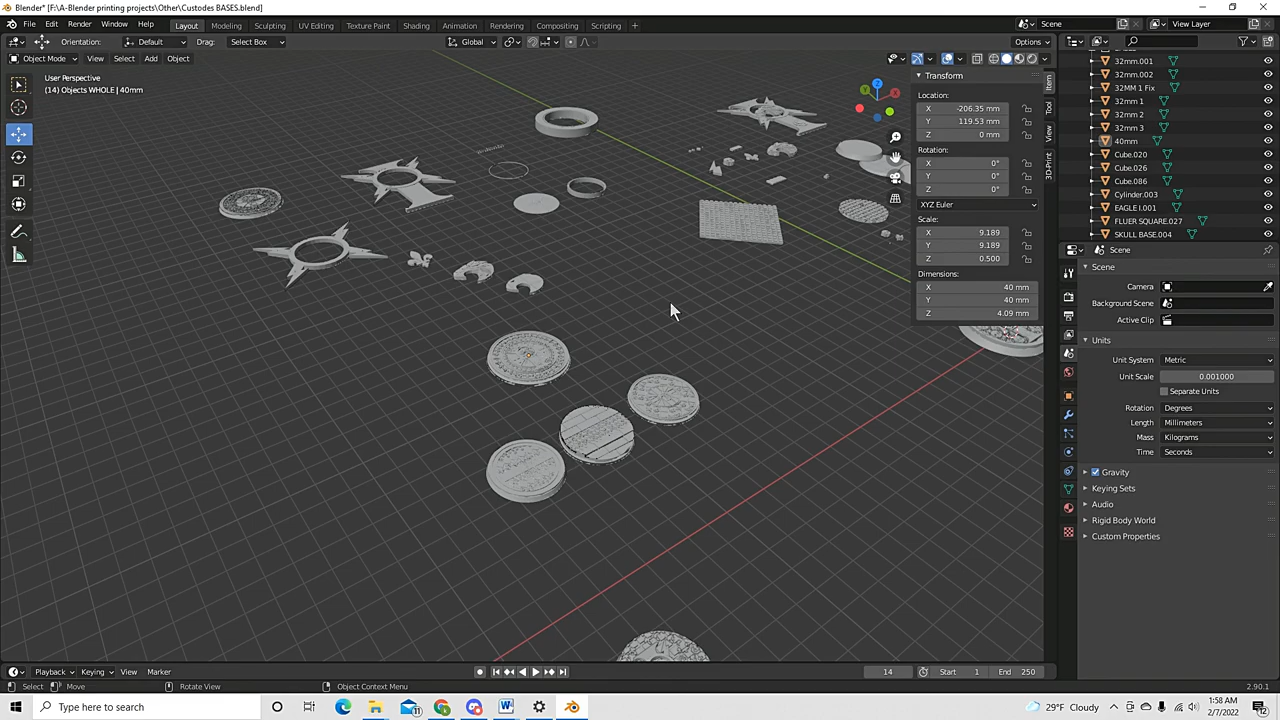 Blender* [F:\A-Blender printing projects\Other\Custodes BASES.blend]
File Edit Render Window Help Layout Modeling Sculpting UV Editing Texture Paint Shading Animation Rendering Compositing Scripting + Scene View Layer
Orientation: Default Drag: Select Box Global Options
Object Mode View Select Add Object
User Perspective
(14) Objects WHOLE | 40mm
Transform
Location:
X -206.35 mm
Y 119.53 mm
Z 0 mm
Rotation:
X 0°
Y 0°
Z 0°
XYZ Euler
Scale:
X 9.189
Y 9.189
Z 0.500
Dimensions:
X 40 mm
Y 40 mm
Z 4.09 mm
Item
Tool
View
3D-Print
X
Y
Z
32mm.001
32mm.002
32MM 1 Fix
32mm 1
32mm 2
32mm 3
40mm
Cube.020
Cube.026
Cube.086
Cylinder.003
EAGLE I.001
FLUER SQUARE.027
SKULL BASE.004
Scene
Scene
Camera
Background Scene
Active Clip
Units
Unit System Metric
Unit Scale 0.001000
Separate Units
Rotation Degrees
Length Millimeters
Mass Kilograms
Time Seconds
Gravity
Keying Sets
Audio
Rigid Body World
Custom Properties
Playback Keying View Marker 14 Start 1 End 250
Select Move Rotate View Object Context Menu 2.90.1
Type here to search 29°F Cloudy 1:58 AM
2/7/2022